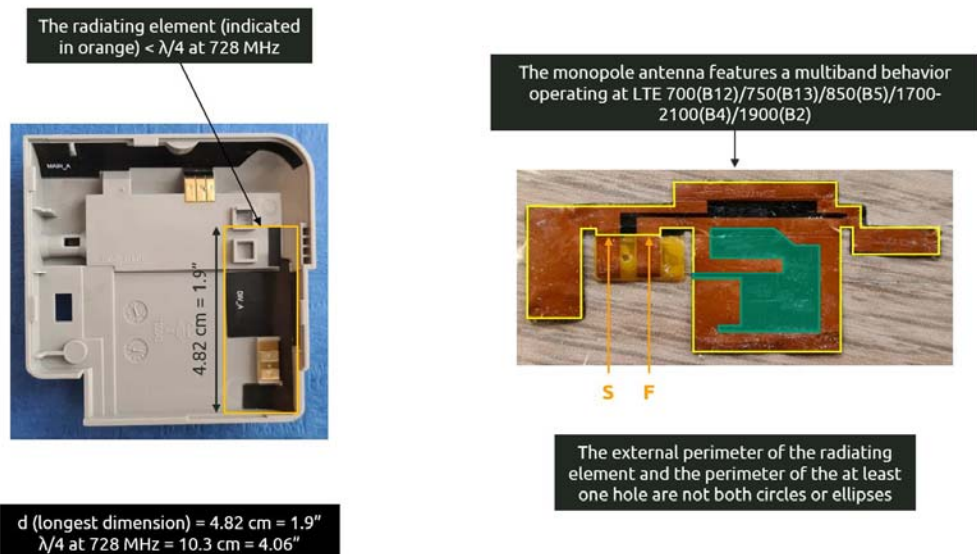 The radiating element (indicated
in orange) < λ/4 at 728 MHz
The monopole antenna features a multiband behavior
operating at LTE 700(B12)/750(B13)/850(B5)/1700-
2100(B4)/1900(B2)
MAIN_A
4.82 cm = 1.9"
S F
The external perimeter of the radiating
element and the perimeter of the at least
one hole are not both circles or ellipses
d (longest dimension) = 4.82 cm = 1.9"
λ/4 at 728 MHz = 10.3 cm = 4.06"